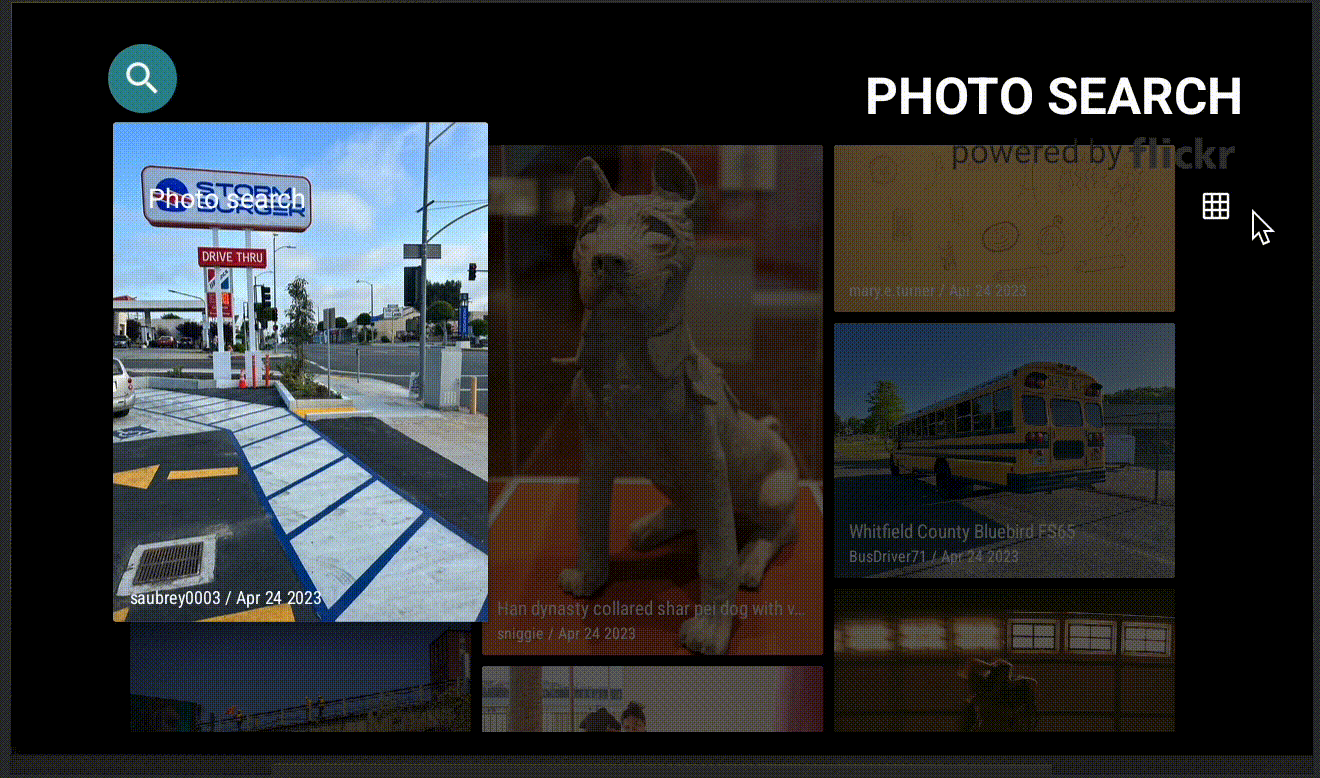 PHOTO SEARCH
powered by flickr
STORM
BURGER
Photo search
DRIVE THRU
saubrey0003 / Apr 24 2023
Han dynasty collared shar pei dog with v...
sniggie / Apr 24 2023
mary.e.turner / Apr 24 2023
Whitfield County Bluebird FS65
BusDriver71 / Apr 24 2023